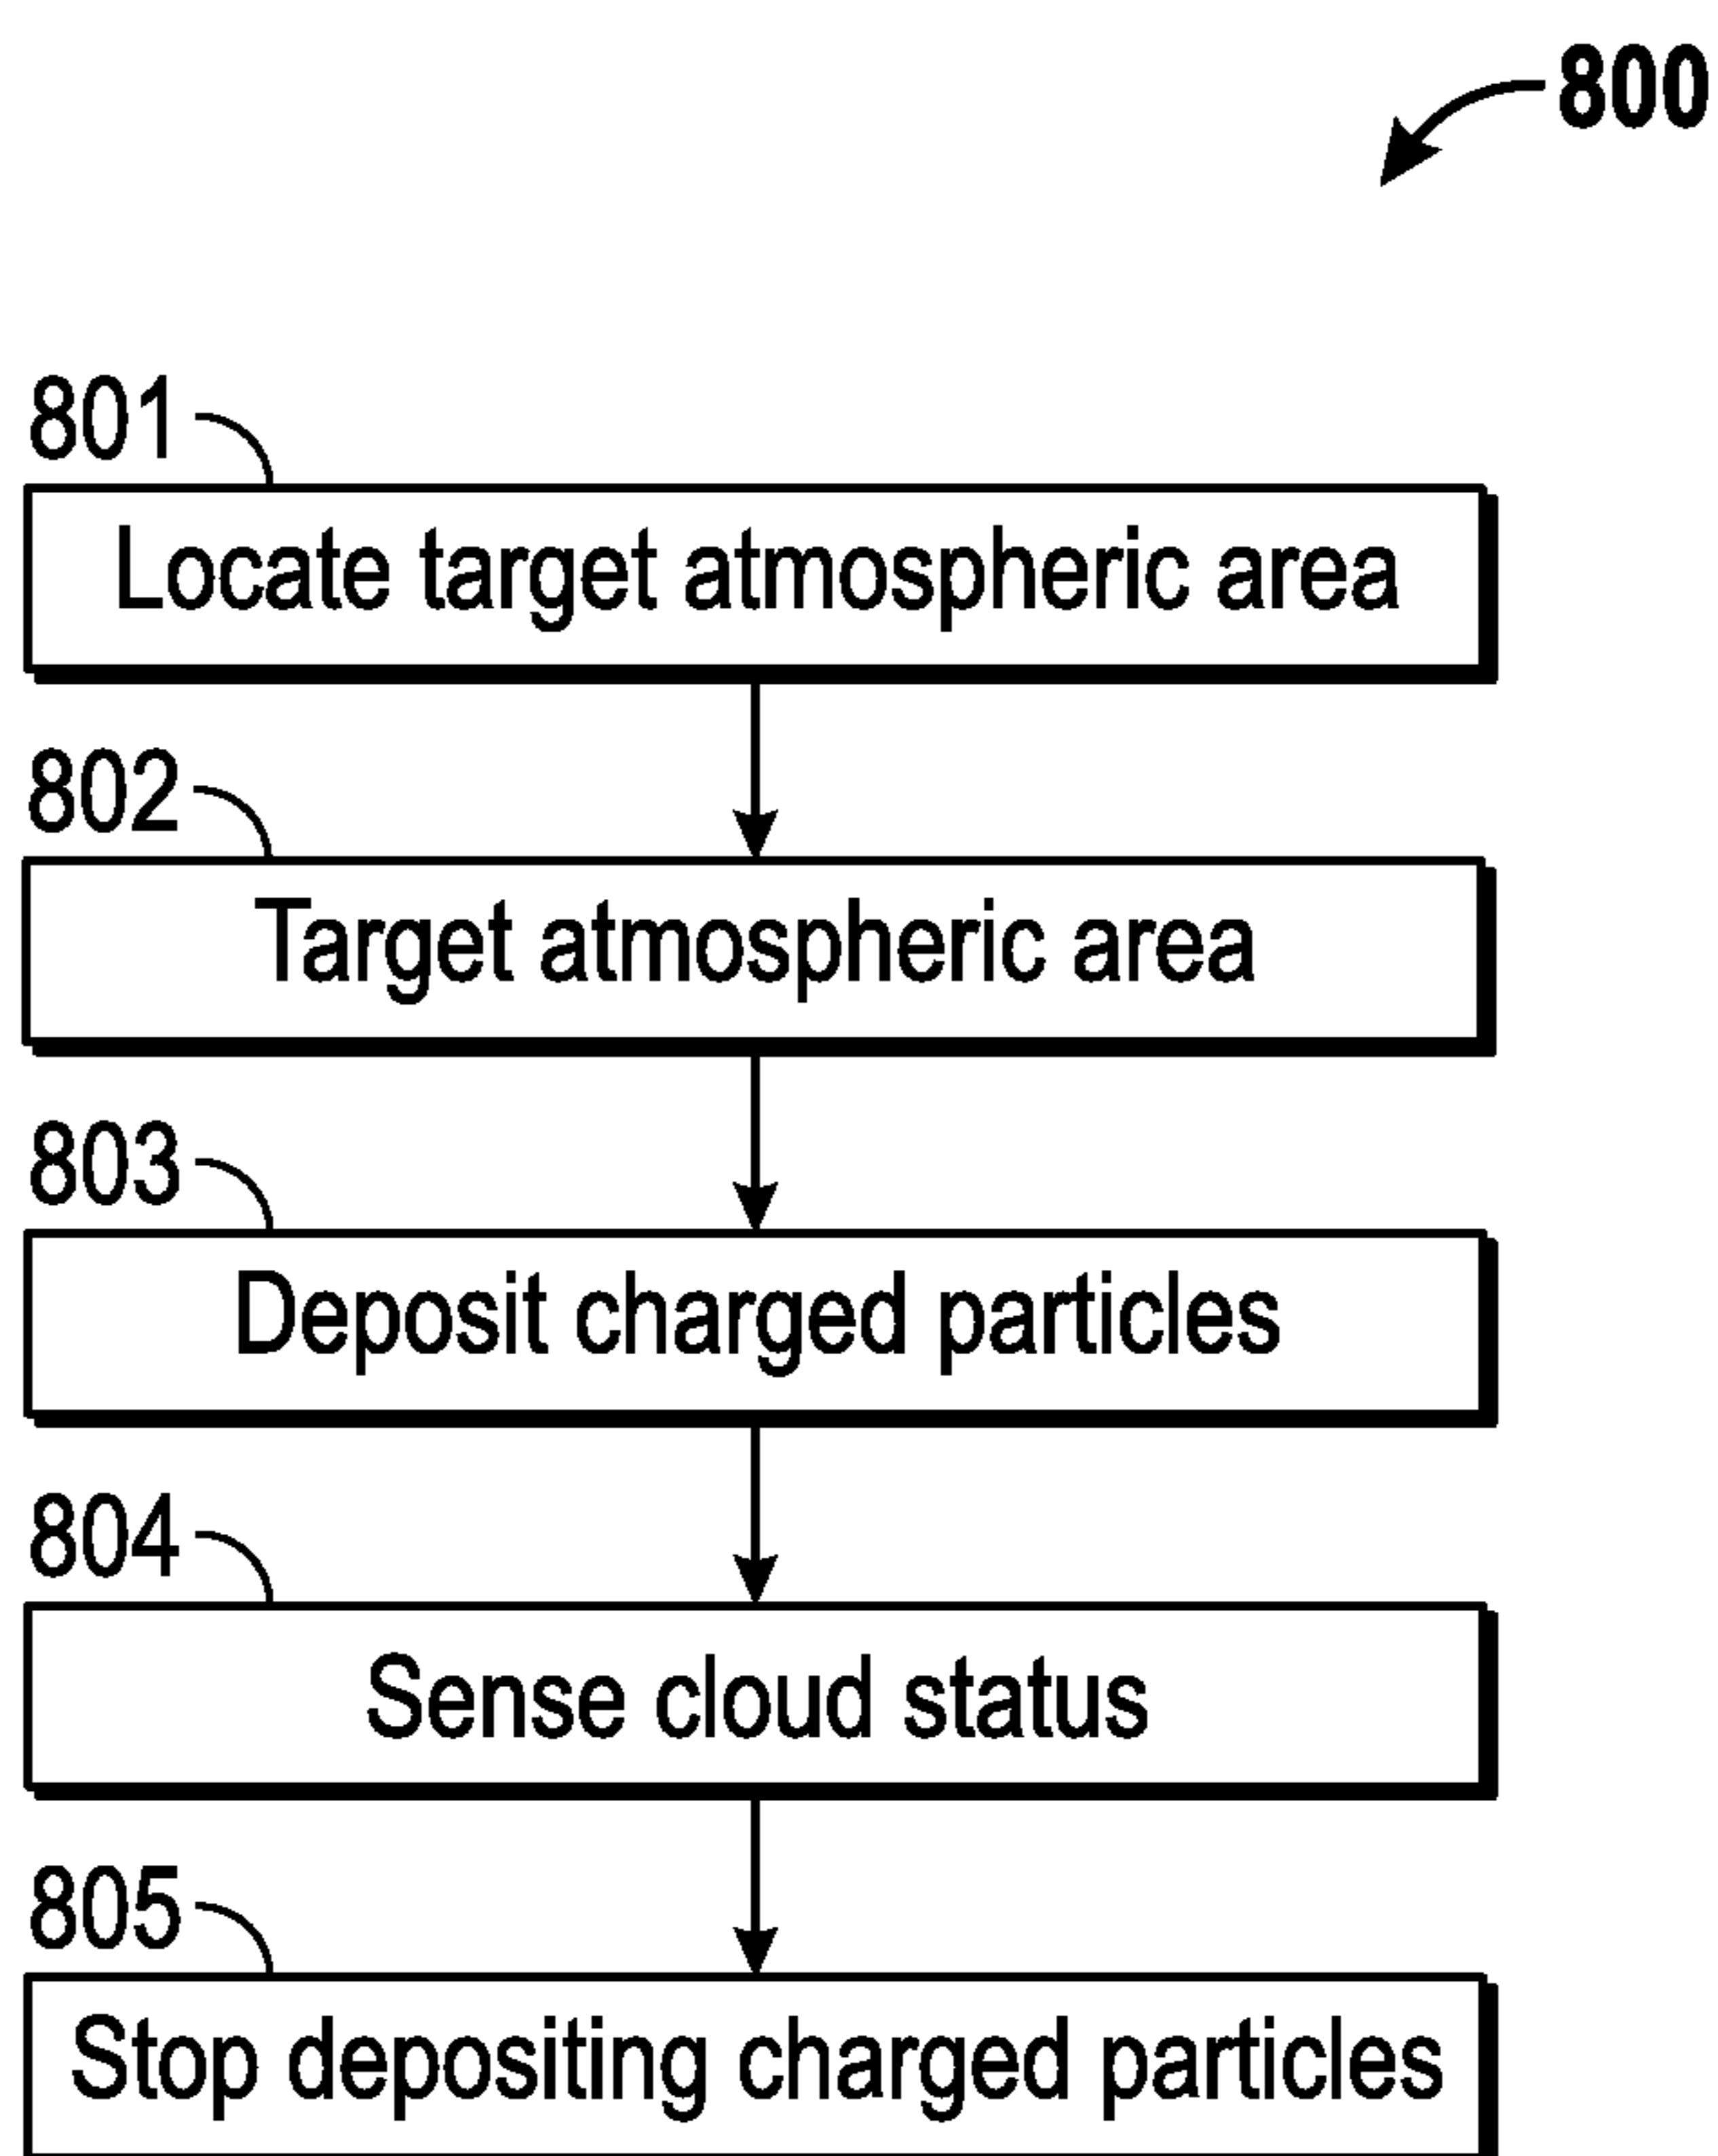 800
801
Locate target atmospheric area
802
Target atmospheric area
803
Deposit charged particles
804
Sense cloud status
805
Stop depositing charged particles